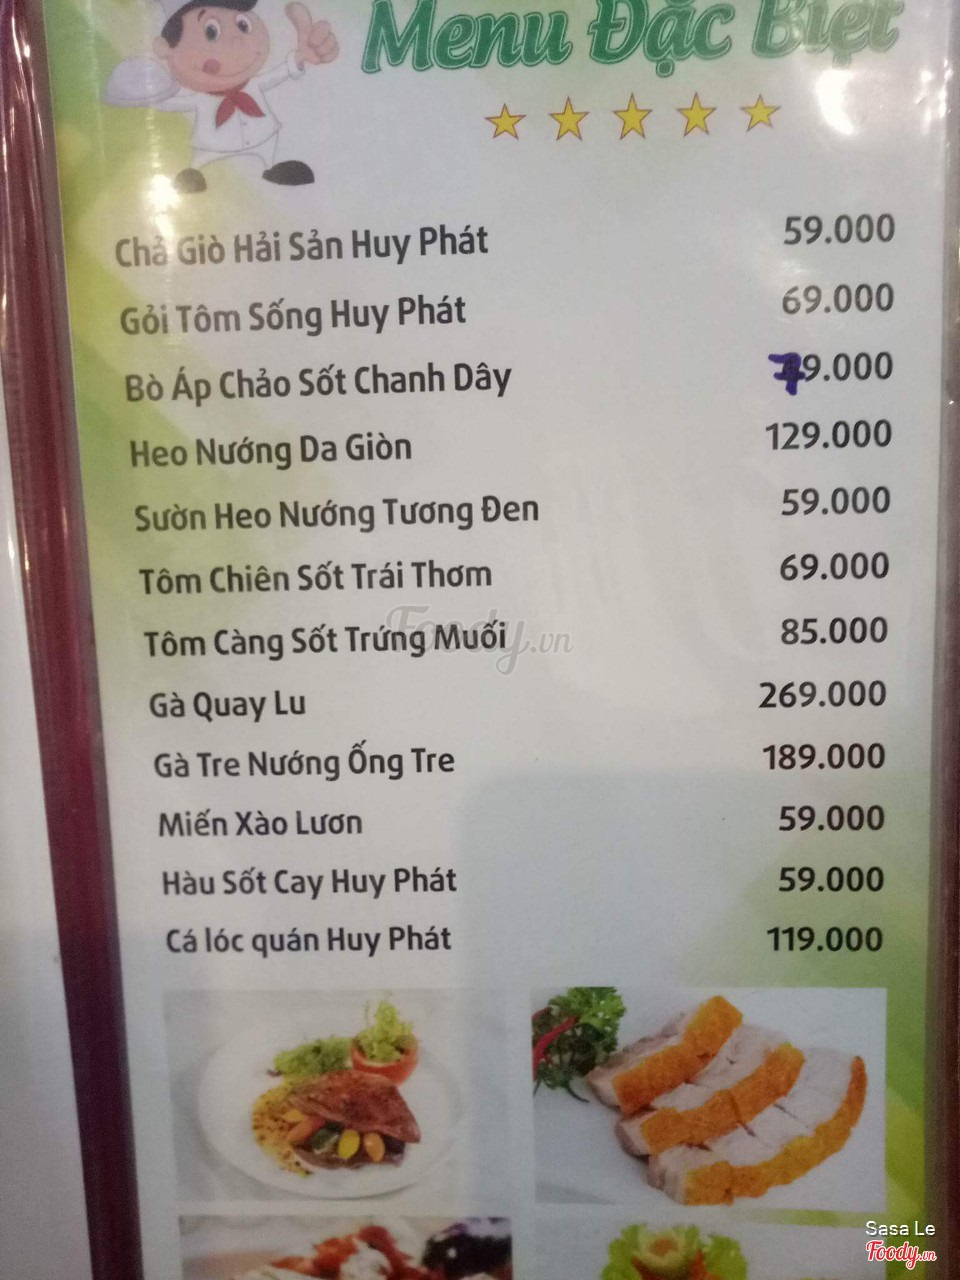 Menu Đặc Biệt
Chả Giò Hải Sản Huy Phát 59.000
Gỏi Tôm Sống Huy Phát 69.000
Bò Áp Chảo Sốt Chanh Dây 79.000
Heo Nướng Da Giòn 129.000
Sườn Heo Nướng Tương Đen 59.000
Tôm Chiên Sốt Trái Thơm 69.000
Tôm Càng Sốt Trứng Muối 85.000
Foody.vn
Gà Quay Lu 269.000
Gà Tre Nướng Ống Tre 189.000
Miến Xào Lươn 59.000
Hàu Sốt Cay Huy Phát 59.000
Cá lóc quán Huy Phát 119.000
Sasa Le
Foody.vn